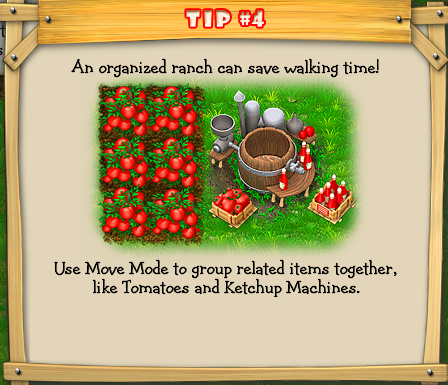 TIP #4
An organized ranch can save walking time!
Use Move Mode to group related items together,
like Tomatoes and Ketchup Machines.